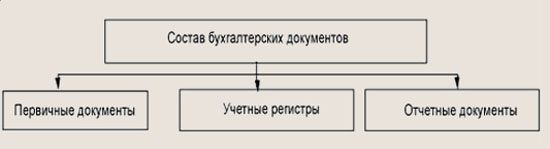 Состав бухгалтерских документов
Первичные документы
Учетные регистры
Отчетные документы